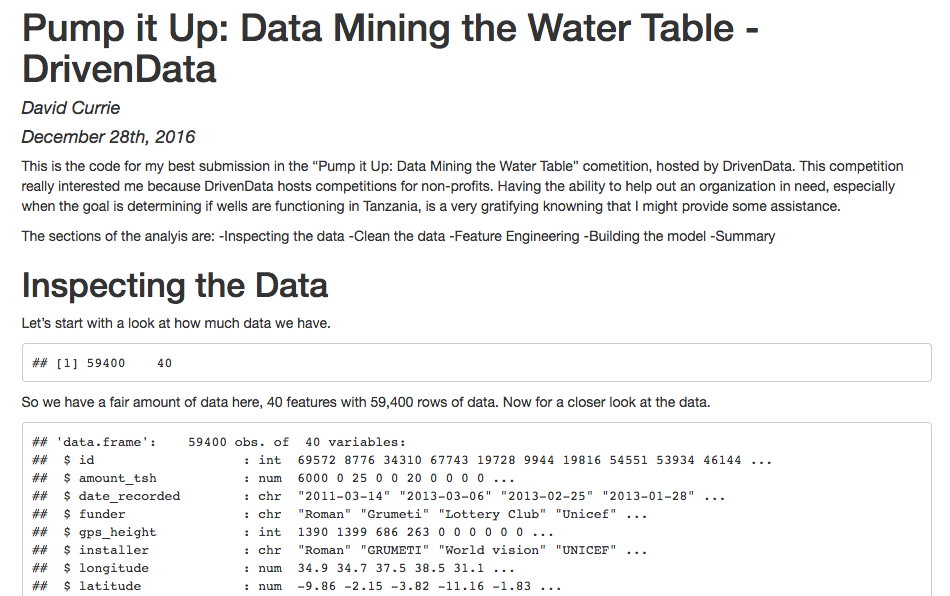 Pump it Up: Data Mining the Water Table -
DrivenData
David Currie
December 28th, 2016
This is the code for my best submission in the “Pump it Up: Data Mining the Water Table” cometition, hosted by DrivenData. This competition
really interested me because DrivenData hosts competitions for non-profits. Having the ability to help out an organization in need, especially
when the goal is determining if wells are functioning in Tanzania, is a very gratifying knowning that I might provide some assistance.
The sections of the analyis are: -Inspecting the data -Clean the data -Feature Engineering -Building the model -Summary
Inspecting the Data
Let’s start with a look at how much data we have.
## [1] 59400    40
So we have a fair amount of data here, 40 features with 59,400 rows of data. Now for a closer look at the data.
## 'data.frame':    59400 obs. of  40 variables:
##  $ id                   : int  69572 8776 34310 67743 19728 9944 19816 54551 53934 46144 ...
##  $ amount_tsh           : num  6000 0 25 0 0 20 0 0 0 0 ...
##  $ date_recorded        : chr  "2011-03-14" "2013-03-06" "2013-02-25" "2013-01-28" ...
##  $ funder               : chr  "Roman" "Grumeti" "Lottery Club" "Unicef" ...
##  $ gps_height           : int  1390 1399 686 263 0 0 0 0 0 0 ...
##  $ installer            : chr  "Roman" "GRUMETI" "World vision" "UNICEF" ...
##  $ longitude            : num  34.9 34.7 37.5 38.5 31.1 ...
##  $ latitude             : num  -9.86 -2.15 -3.82 -11.16 -1.83 ...